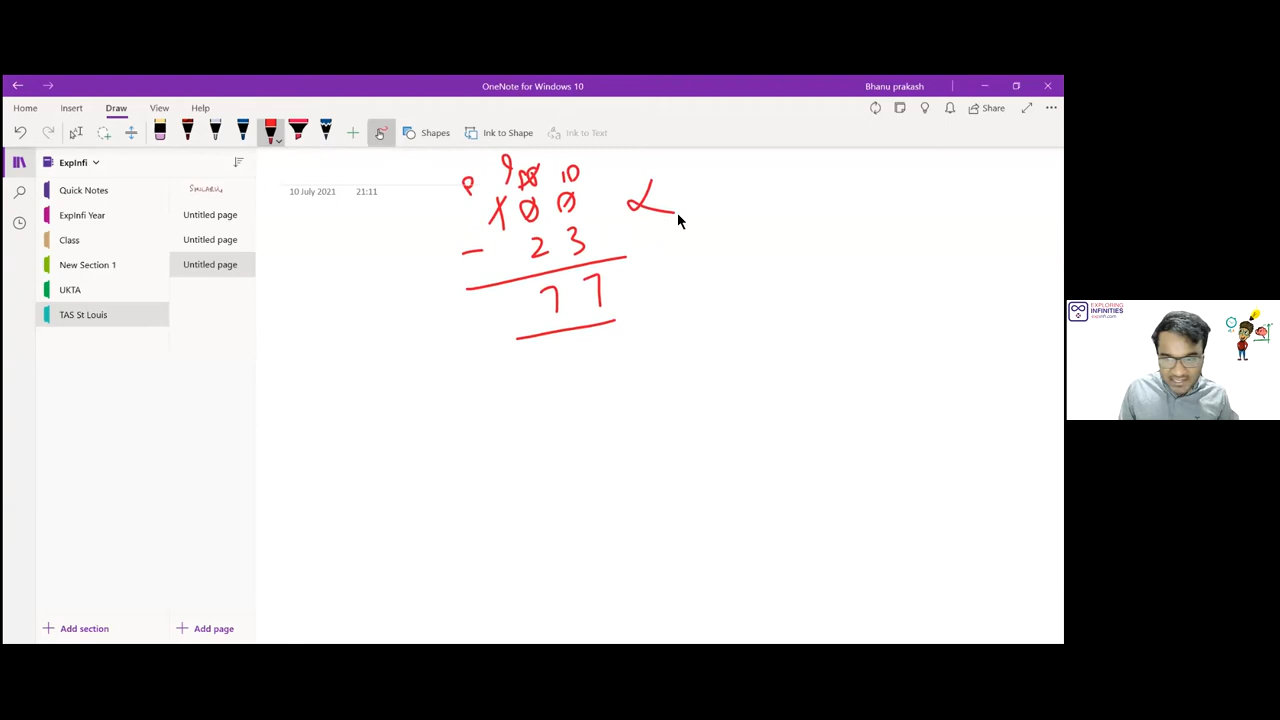 OneNote for Windows 10
Bhanu prakash
Home Insert Draw View Help
Share
Shapes
Ink to Shape
Ink to Text
ExpInfi
Quick Notes
ExpInfi Year
Class
New Section 1
UKTA
TAS St Louis
Untitled page
Untitled page
Untitled page
10 July 2021 21:11
9 10
1 0 0
- 2 3
7 7
Add section
Add page
EXPLORING
INFINITIES
expinfi.com